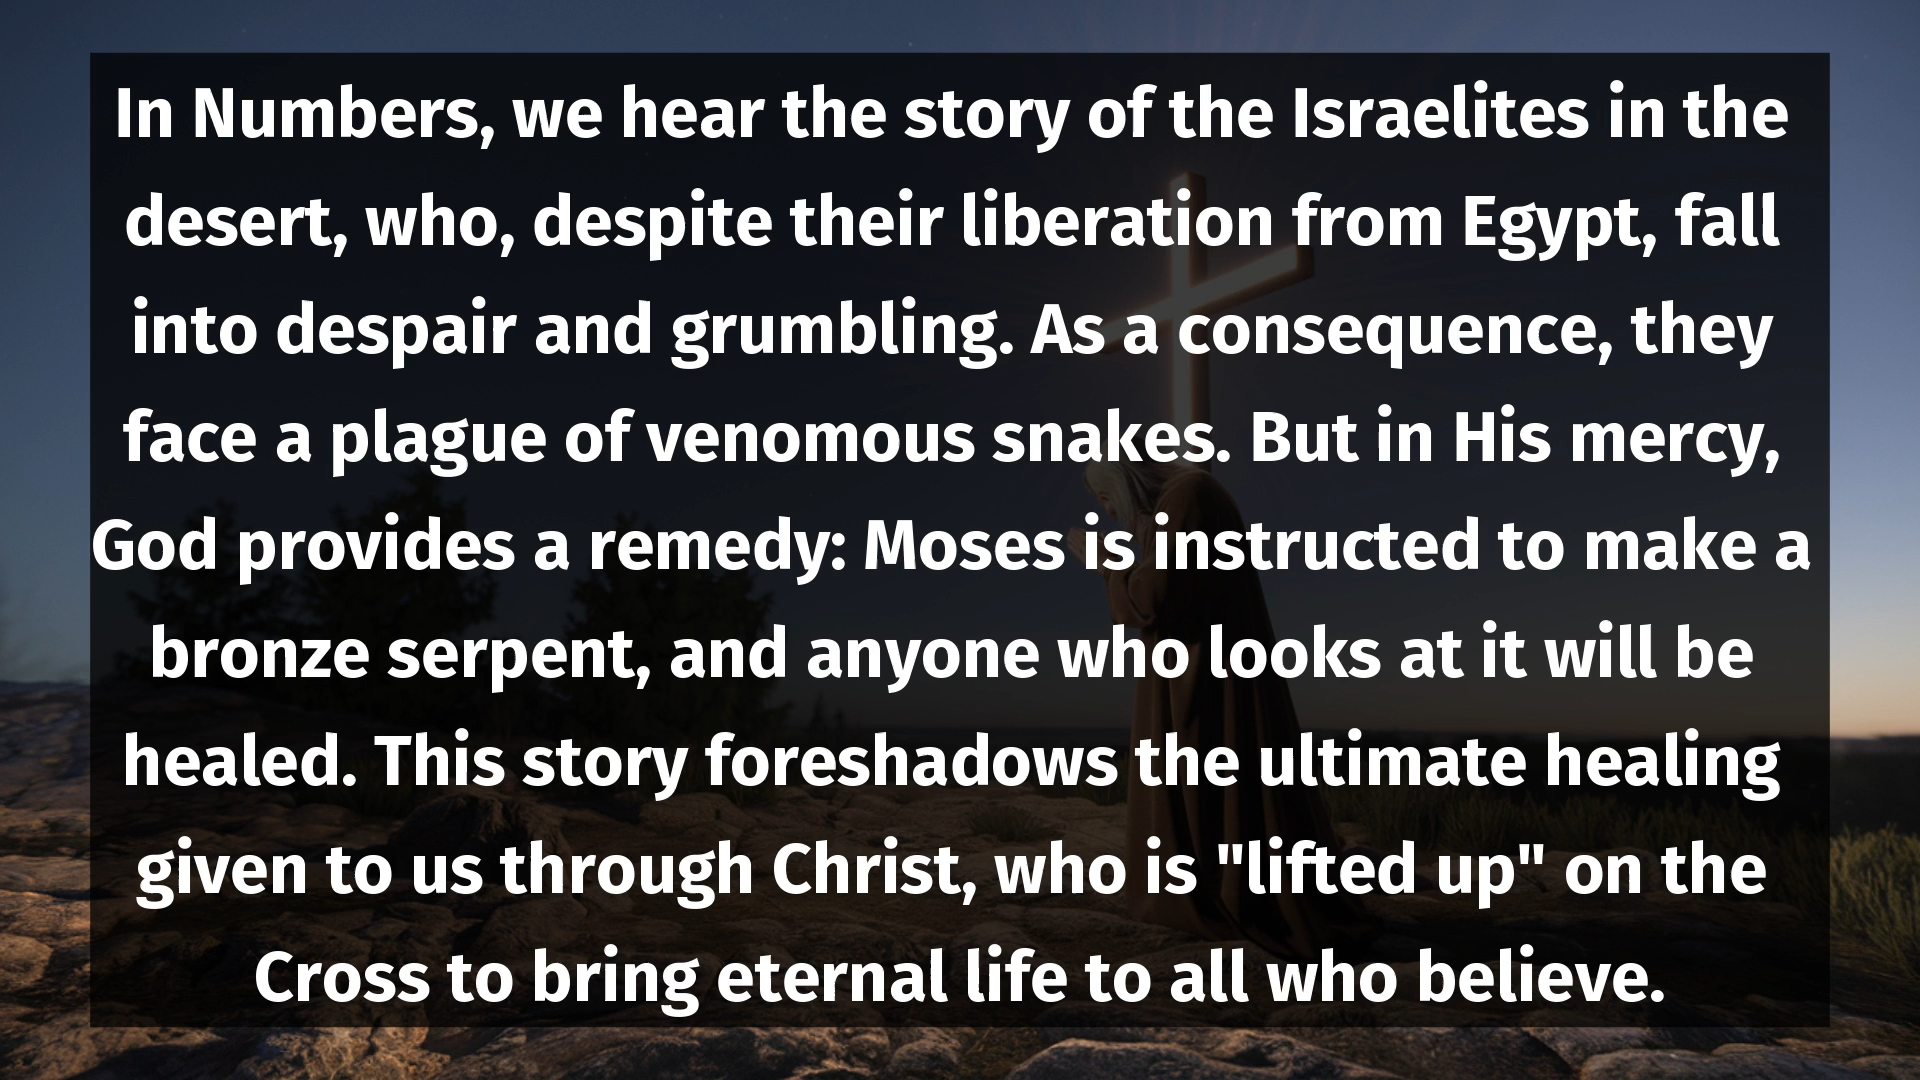 In Numbers, we hear the story of the Israelites in the
desert, who, despite their liberation from Egypt, fall
into despair and grumbling. As a consequence, they
face a plague of venomous snakes. But in His mercy,
God provides a remedy: Moses is instructed to make a
bronze serpent, and anyone who looks at it will be
healed. This story foreshadows the ultimate healing
given to us through Christ, who is "lifted up" on the
Cross to bring eternal life to all who believe.